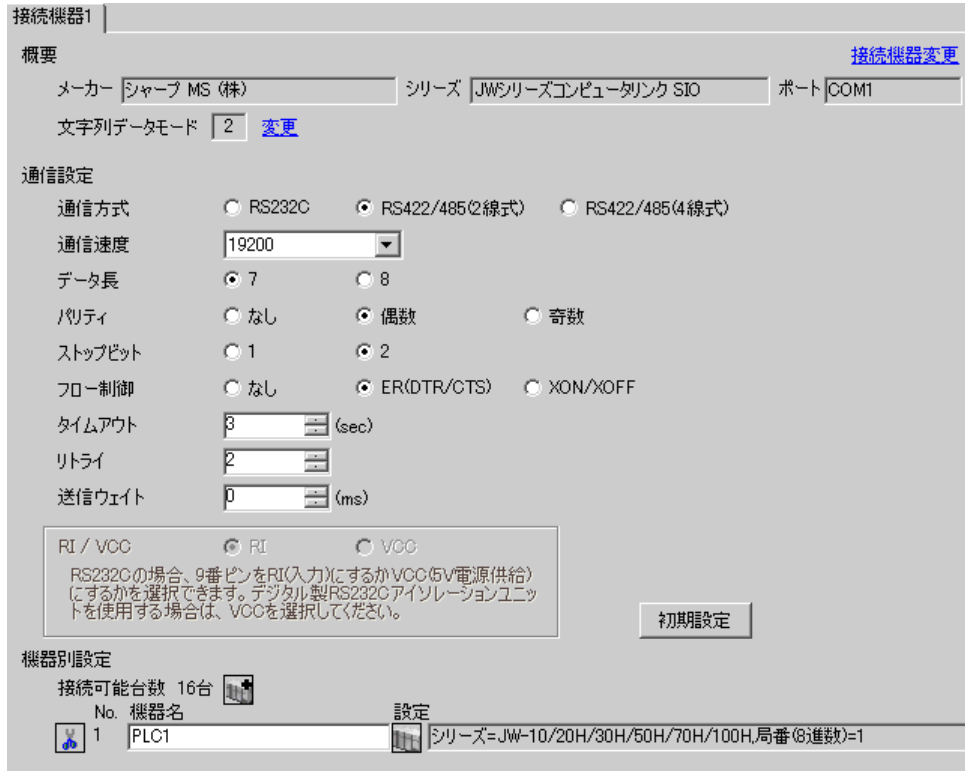 接続機器1
概要 接続機器変更
メーカー シャープ MS (株) シリーズ JWシリーズコンピュータリンク SIO ポート COM1
文字列データモード 2 変更
通信設定
通信方式 RS232C RS422/485(2線式) RS422/485(4線式)
通信速度 19200
データ長 7 8
パリティ なし 偶数 奇数
ストップビット 1 2
フロー制御 なし ER(DTR/CTS) XON/XOFF
タイムアウト 3 (sec)
リトライ 2
送信ウェイト 0 (ms)
RI / VCC RI VCC
RS232Cの場合、9番ピンをRI(入力)にするかVCC(5V電源供給)
にするかを選択できます。デジタル製RS232Cアイソレーションユニッ
トを使用する場合は、VCCを選択してください。
初期設定
機器別設定
接続可能台数 16台
No. 機器名 設定
1 PLC1 シリーズ=JW-10/20H/30H/50H/70H/100H,局番(8進数)=1